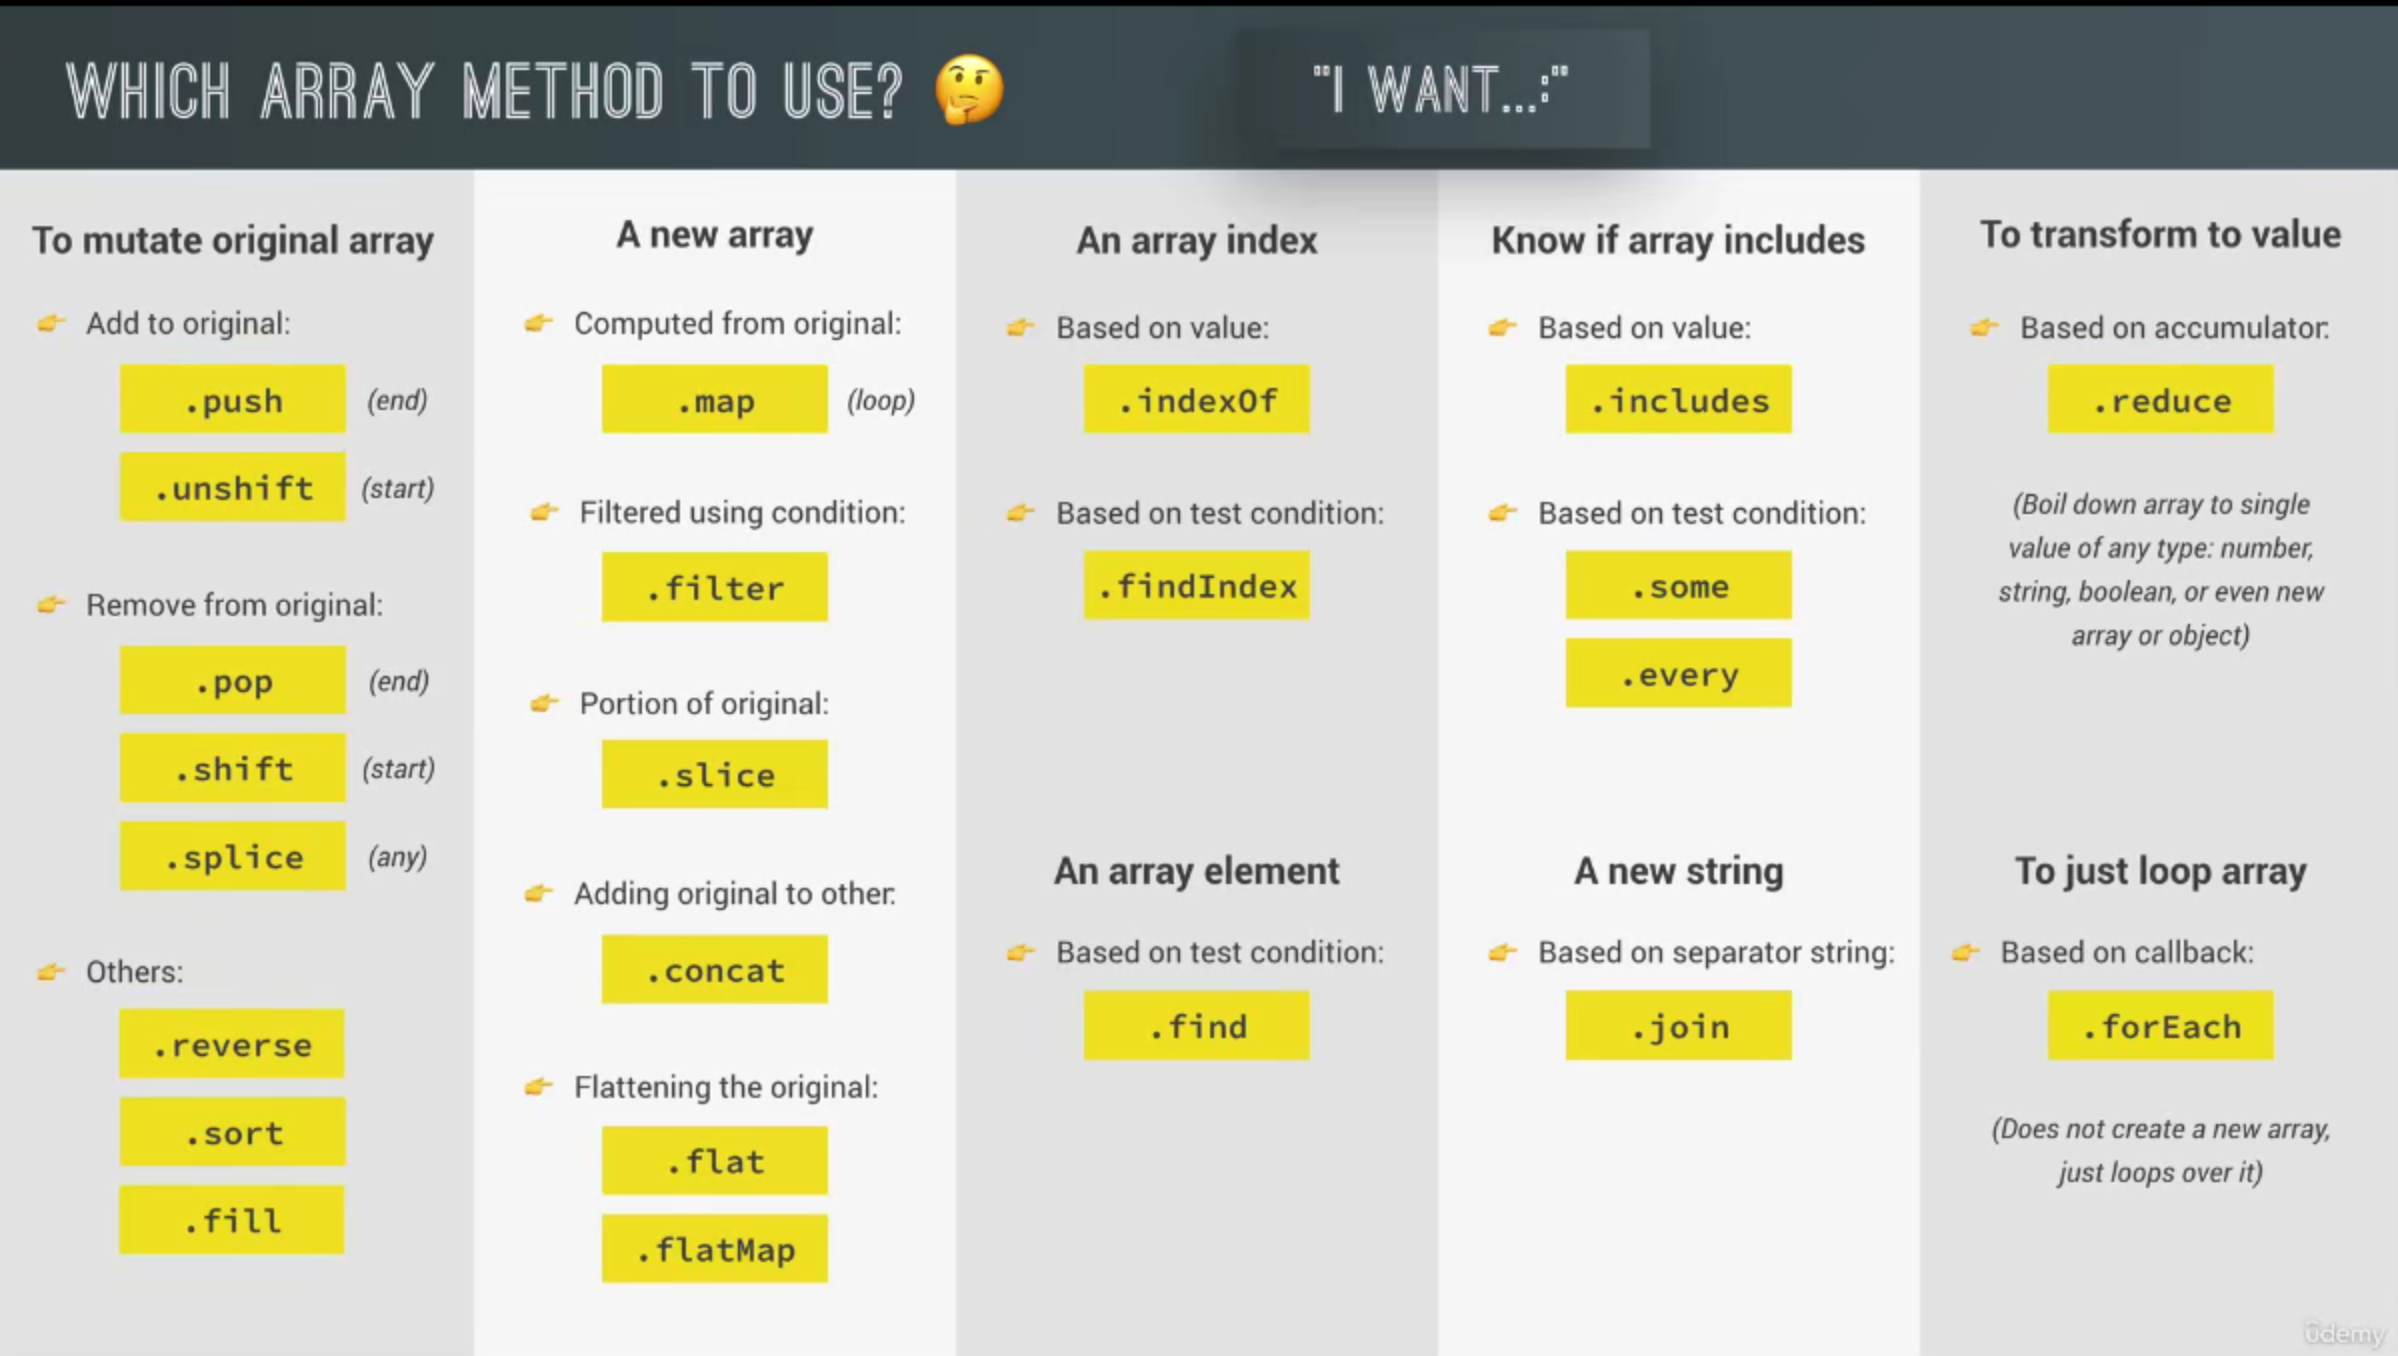 WHICH ARRAY METHOD TO USE? 🤔
"I WANT...:"
To mutate original array
👉 Add to original:
.push (end)
.unshift (start)
👉 Remove from original:
.pop (end)
.shift (start)
.splice (any)
👉 Others:
.reverse
.sort
.fill
A new array
👉 Computed from original:
.map (loop)
👉 Filtered using condition:
.filter
👉 Portion of original:
.slice
👉 Adding original to other:
.concat
👉 Flattening the original:
.flat
.flatMap
An array index
👉 Based on value:
.indexOf
👉 Based on test condition:
.findIndex
An array element
👉 Based on test condition:
.find
Know if array includes
👉 Based on value:
.includes
👉 Based on test condition:
.some
.every
A new string
👉 Based on separator string:
.join
To transform to value
👉 Based on accumulator:
.reduce
(Boil down array to single
value of any type: number,
string, boolean, or even new
array or object)
To just loop array
👉 Based on callback:
.forEach
(Does not create a new array,
just loops over it)
ûdemy